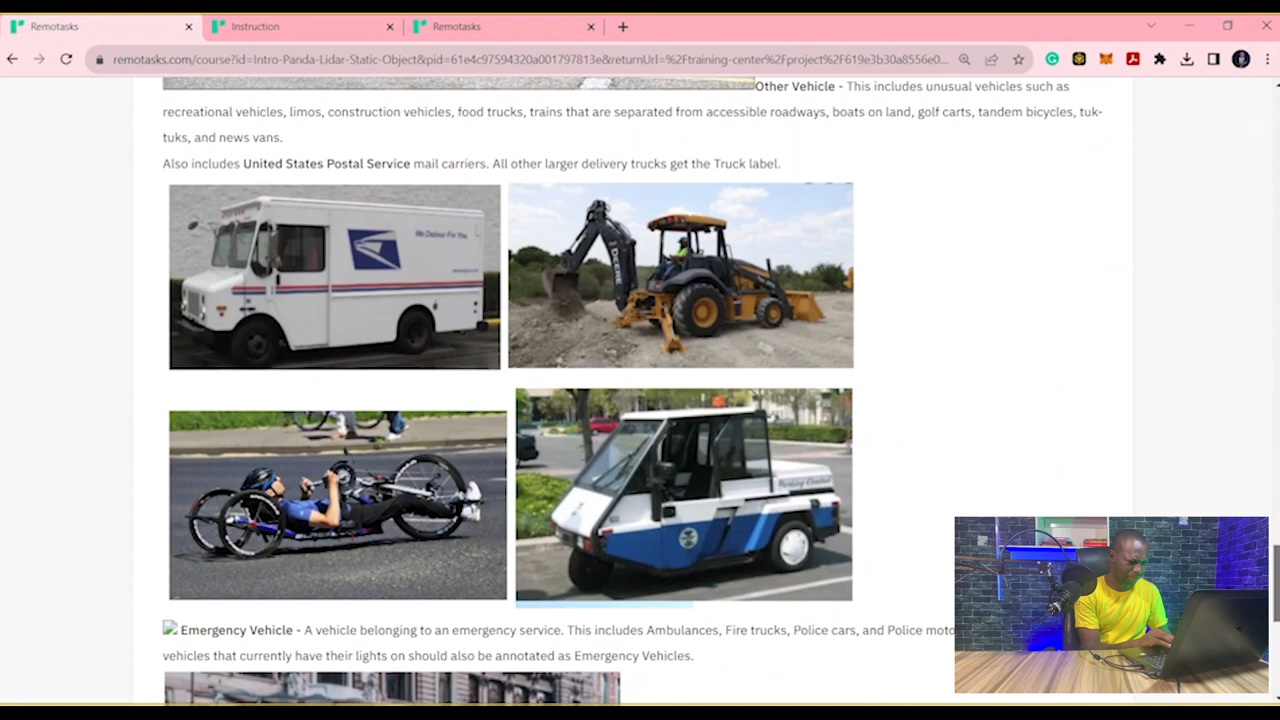 Remotasks
Instruction
Remotasks
remotasks.com/course?id=Intro-Panda-Lidar-Static-Object&pid=61e4c97594320a001797813e&returnUrl=%2Ftraining-center%2Fproject%2F619e3b30a8556e0...
Other Vehicle - This includes unusual vehicles such as
recreational vehicles, limos, construction vehicles, food trucks, trains that are separated from accessible roadways, boats on land, golf carts, tandem bicycles, tuk-
tuks, and news vans.
Also includes United States Postal Service mail carriers. All other larger delivery trucks get the Truck label.
We Deliver For You
DEERE
Parking Control
Emergency Vehicle - A vehicle belonging to an emergency service. This includes Ambulances, Fire trucks, Police cars, and Police moto
vehicles that currently have their lights on should also be annotated as Emergency Vehicles.